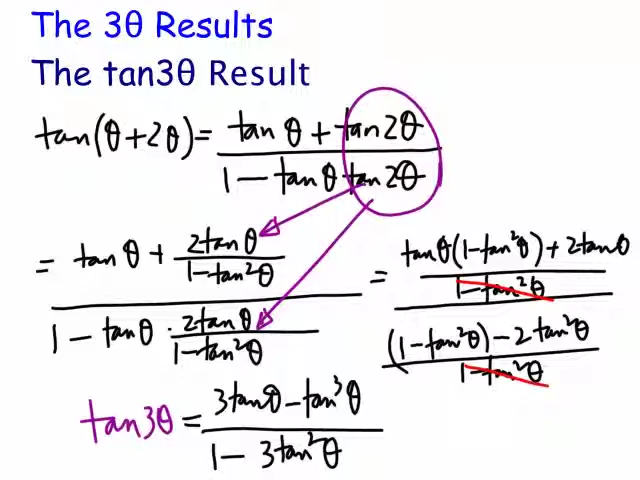 The 3θ Results
The tan3θ Result
tan(θ+2θ) = (tanθ + tan2θ)/(1 − tanθ tan2θ)
= (tanθ + 2tanθ/(1−tan²θ))/(1 − tanθ · 2tanθ/(1−tan²θ)) = ((tanθ(1−tan²θ)+2tanθ)/(1−tan²θ))/(((1−tan²θ)−2tan²θ)/(1−tan²θ))
tan3θ = (3tanθ − tan³θ)/(1 − 3tan²θ)